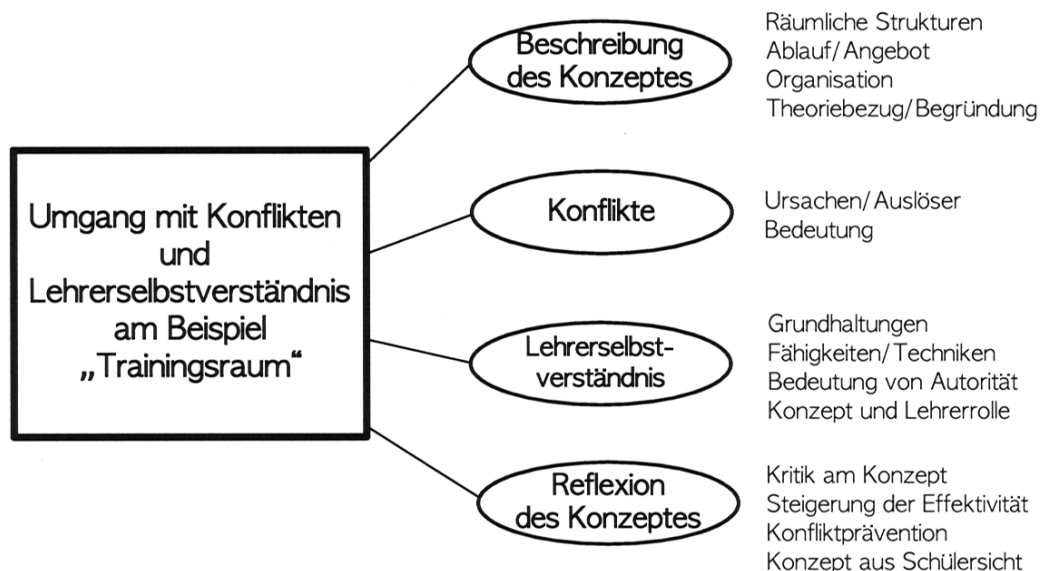 Umgang mit Konflikten
und
Lehrerselbstverständnis
am Beispiel
„Trainingsraum“
Beschreibung
des Konzeptes
Räumliche Strukturen
Ablauf/Angebot
Organisation
Theoriebezug/Begründung
Konflikte
Ursachen/Auslöser
Bedeutung
Lehrerselbst-
verständnis
Grundhaltungen
Fähigkeiten/Techniken
Bedeutung von Autorität
Konzept und Lehrerrolle
Reflexion
des Konzeptes
Kritik am Konzept
Steigerung der Effektivität
Konfliktprävention
Konzept aus Schülersicht